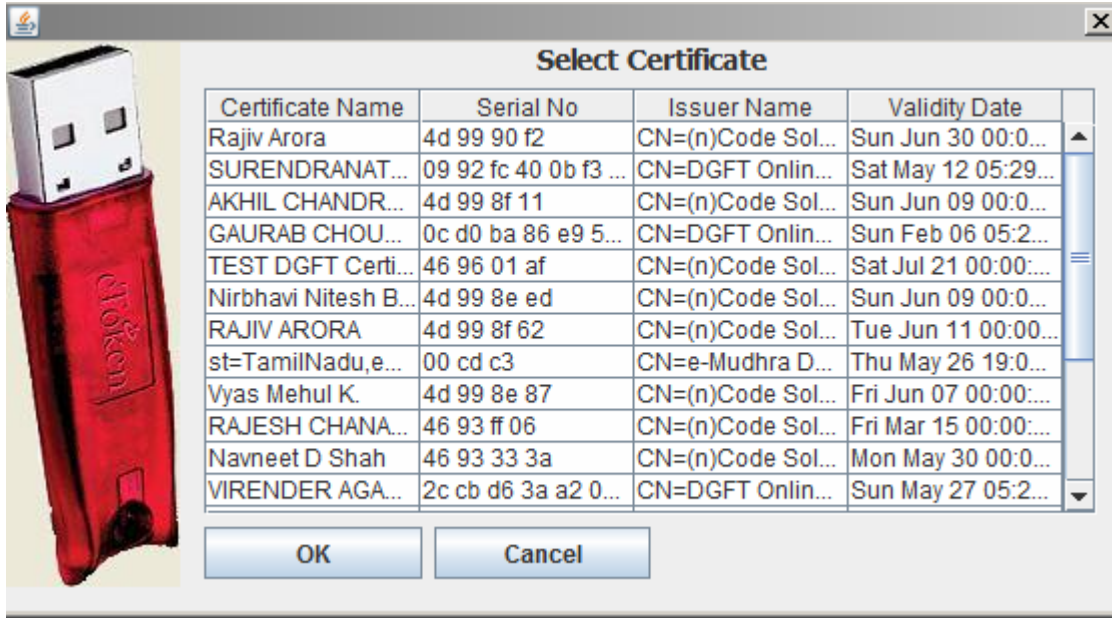 Select Certificate
Certificate Name Serial No Issuer Name Validity Date
Rajiv Arora 4d 99 90 f2 CN=(n)Code Sol... Sun Jun 30 00:0...
SURENDRANAT... 09 92 fc 40 0b f3 ... CN=DGFT Onlin... Sat May 12 05:29...
AKHIL CHANDR... 4d 99 8f 11 CN=(n)Code Sol... Sun Jun 09 00:0...
GAURAB CHOU... 0c d0 ba 86 e9 5... CN=DGFT Onlin... Sun Feb 06 05:2...
TEST DGFT Certi... 46 96 01 af CN=(n)Code Sol... Sat Jul 21 00:00:...
Nirbhavi Nitesh B... 4d 99 8e ed CN=(n)Code Sol... Sun Jun 09 00:0...
RAJIV ARORA 4d 99 8f 62 CN=(n)Code Sol... Tue Jun 11 00:00...
st=TamilNadu,e... 00 cd c3 CN=e-Mudhra D... Thu May 26 19:0...
Vyas Mehul K. 4d 99 8e 87 CN=(n)Code Sol... Fri Jun 07 00:00:...
RAJESH CHANA... 46 93 ff 06 CN=(n)Code Sol... Fri Mar 15 00:00:...
Navneet D Shah 46 93 33 3a CN=(n)Code Sol... Mon May 30 00:0...
VIRENDER AGA... 2c cb d6 3a a2 0... CN=DGFT Onlin... Sun May 27 05:2...
OK Cancel
eToken